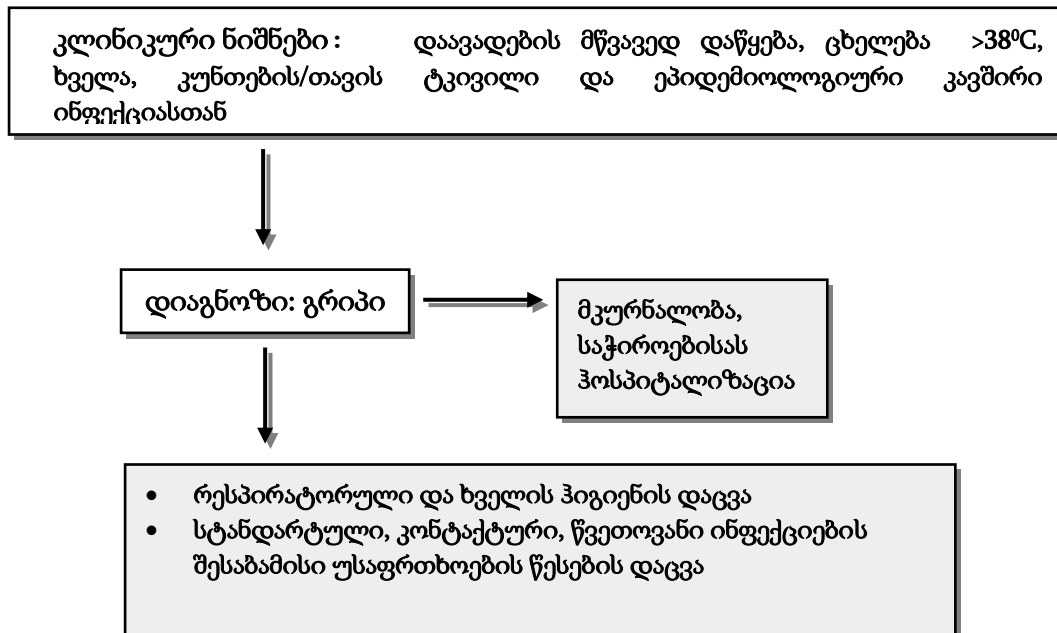 კლინიკური ნიშნები : დაავადების მწვავედ დაწყება, ცხელება >38⁰C,
ხველა, კუნთების/თავის ტკივილი და ეპიდემიოლოგიური კავშირი
ინფექციასთან
დიაგნოზი: გრიპი
მკურნალობა,
საჭიროებისას
ჰოსპიტალიზაცია
• რესპირატორული და ხველის ჰიგიენის დაცვა
• სტანდარტული, კონტაქტური, წვეთოვანი ინფექციების
შესაბამისი უსაფრთხოების წესების დაცვა